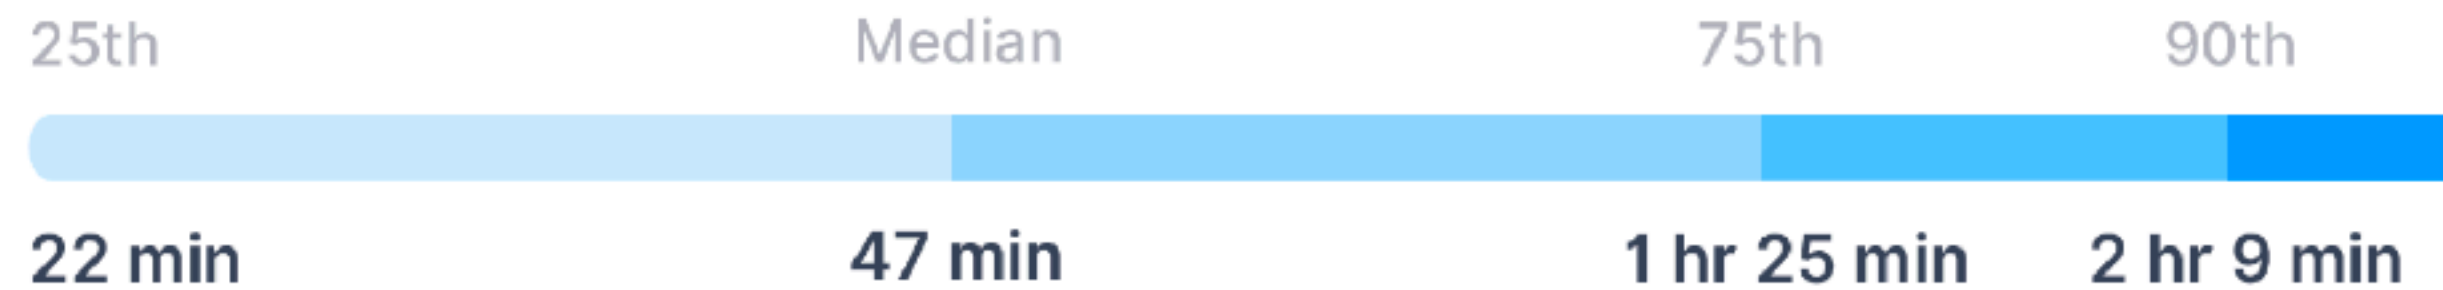 25th Median 75th 90th
22 min 47 min 1 hr 25 min 2 hr 9 min